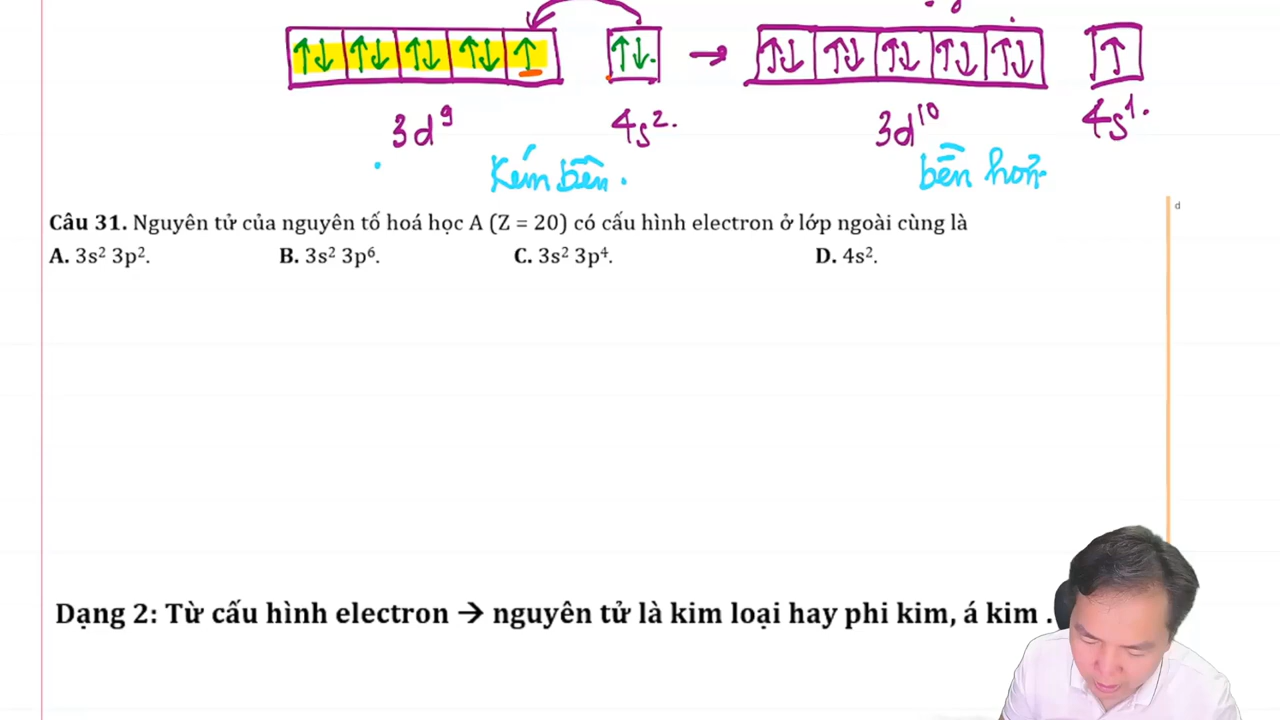 ↑↓ ↑↓ ↑↓ ↑↓ ↑ ↑↓. → ↑↓ ↑↓ ↑↓ ↑↓ ↑↓ ↑
3d⁹ 4s². 3d¹⁰ 4s¹.
Kém bền. bền hơn.
Câu 31. Nguyên tử của nguyên tố hoá học A (Z = 20) có cấu hình electron ở lớp ngoài cùng là
A. 3s² 3p². B. 3s² 3p⁶. C. 3s² 3p⁴. D. 4s².
d
Dạng 2: Từ cấu hình electron → nguyên tử là kim loại hay phi kim, á kim .